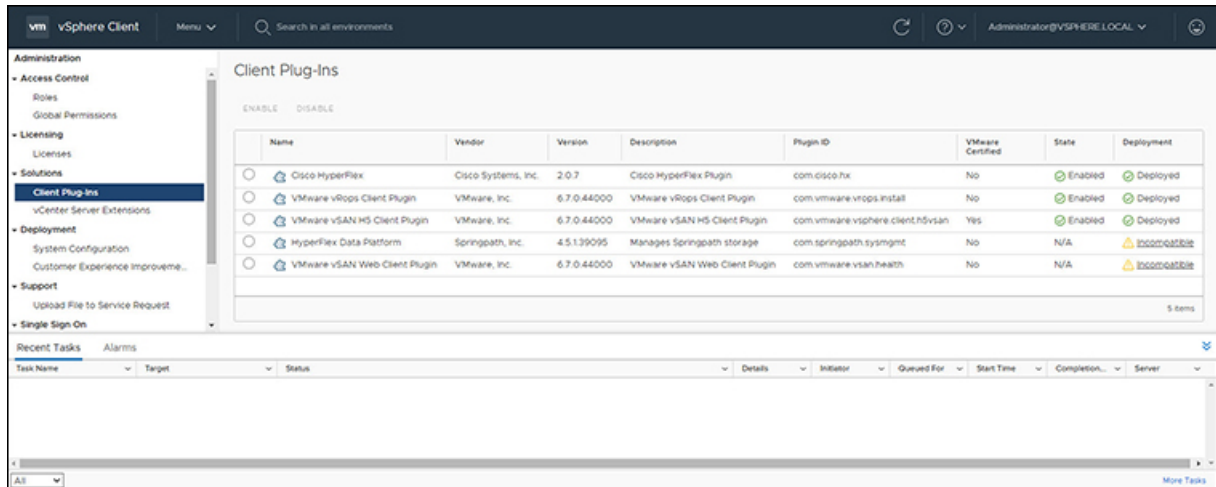 vm vSphere Client Menu Search in all environments Administrator@VSPHERE.LOCAL
Administration
Access Control
Roles
Global Permissions
Licensing
Licenses
Solutions
Client Plug-Ins
vCenter Server Extensions
Deployment
System Configuration
Customer Experience Improveme...
Support
Upload File to Service Request
Single Sign On
Client Plug-Ins
ENABLE DISABLE
Name Vendor Version Description Plugin ID VMware Certified State Deployment
Cisco HyperFlex Cisco Systems, Inc. 2.0.7 Cisco HyperFlex Plugin com.cisco.hx No Enabled Deployed
VMware vRops Client Plugin VMware, Inc. 6.7.0.44000 VMware vRops Client Plugin com.vmware.vrops.install No Enabled Deployed
VMware vSAN H5 Client Plugin VMware, Inc. 6.7.0.44000 VMware vSAN H5 Client Plugin com.vmware.vsphere.client.h5vsan Yes Enabled Deployed
HyperFlex Data Platform Springpath, Inc. 4.5.1.39095 Manages Springpath storage com.springpath.sysmgmt No N/A Incompatible
VMware vSAN Web Client Plugin VMware, Inc. 6.7.0.44000 VMware vSAN Web Client Plugin com.vmware.vsan.health No N/A Incompatible
5 items
Recent Tasks Alarms
Task Name Target Status Details Initiator Queued For Start Time Completion... Server
All More Tasks